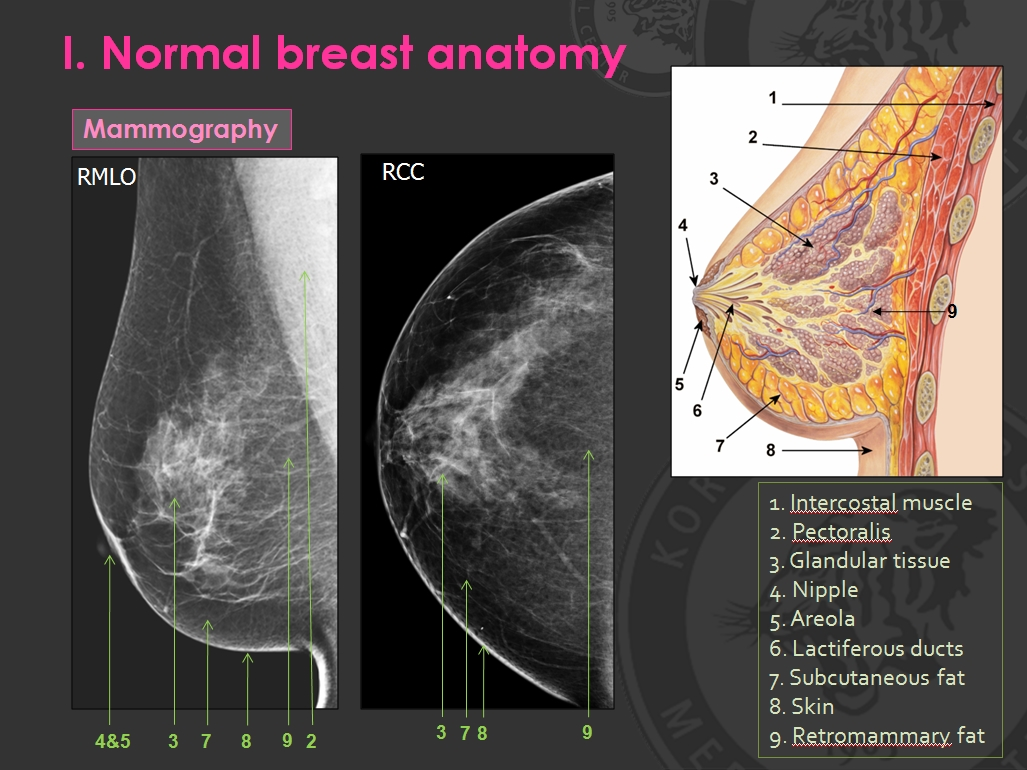 I. Normal breast anatomy
Mammography
RMLO
RCC
1
2
3
4
5
6
7
8
9
4&5 3 7 8 9 2
3 7 8 9
1. Intercostal muscle
2. Pectoralis
3. Glandular tissue
4. Nipple
5. Areola
6. Lactiferous ducts
7. Subcutaneous fat
8. Skin
9. Retromammary fat